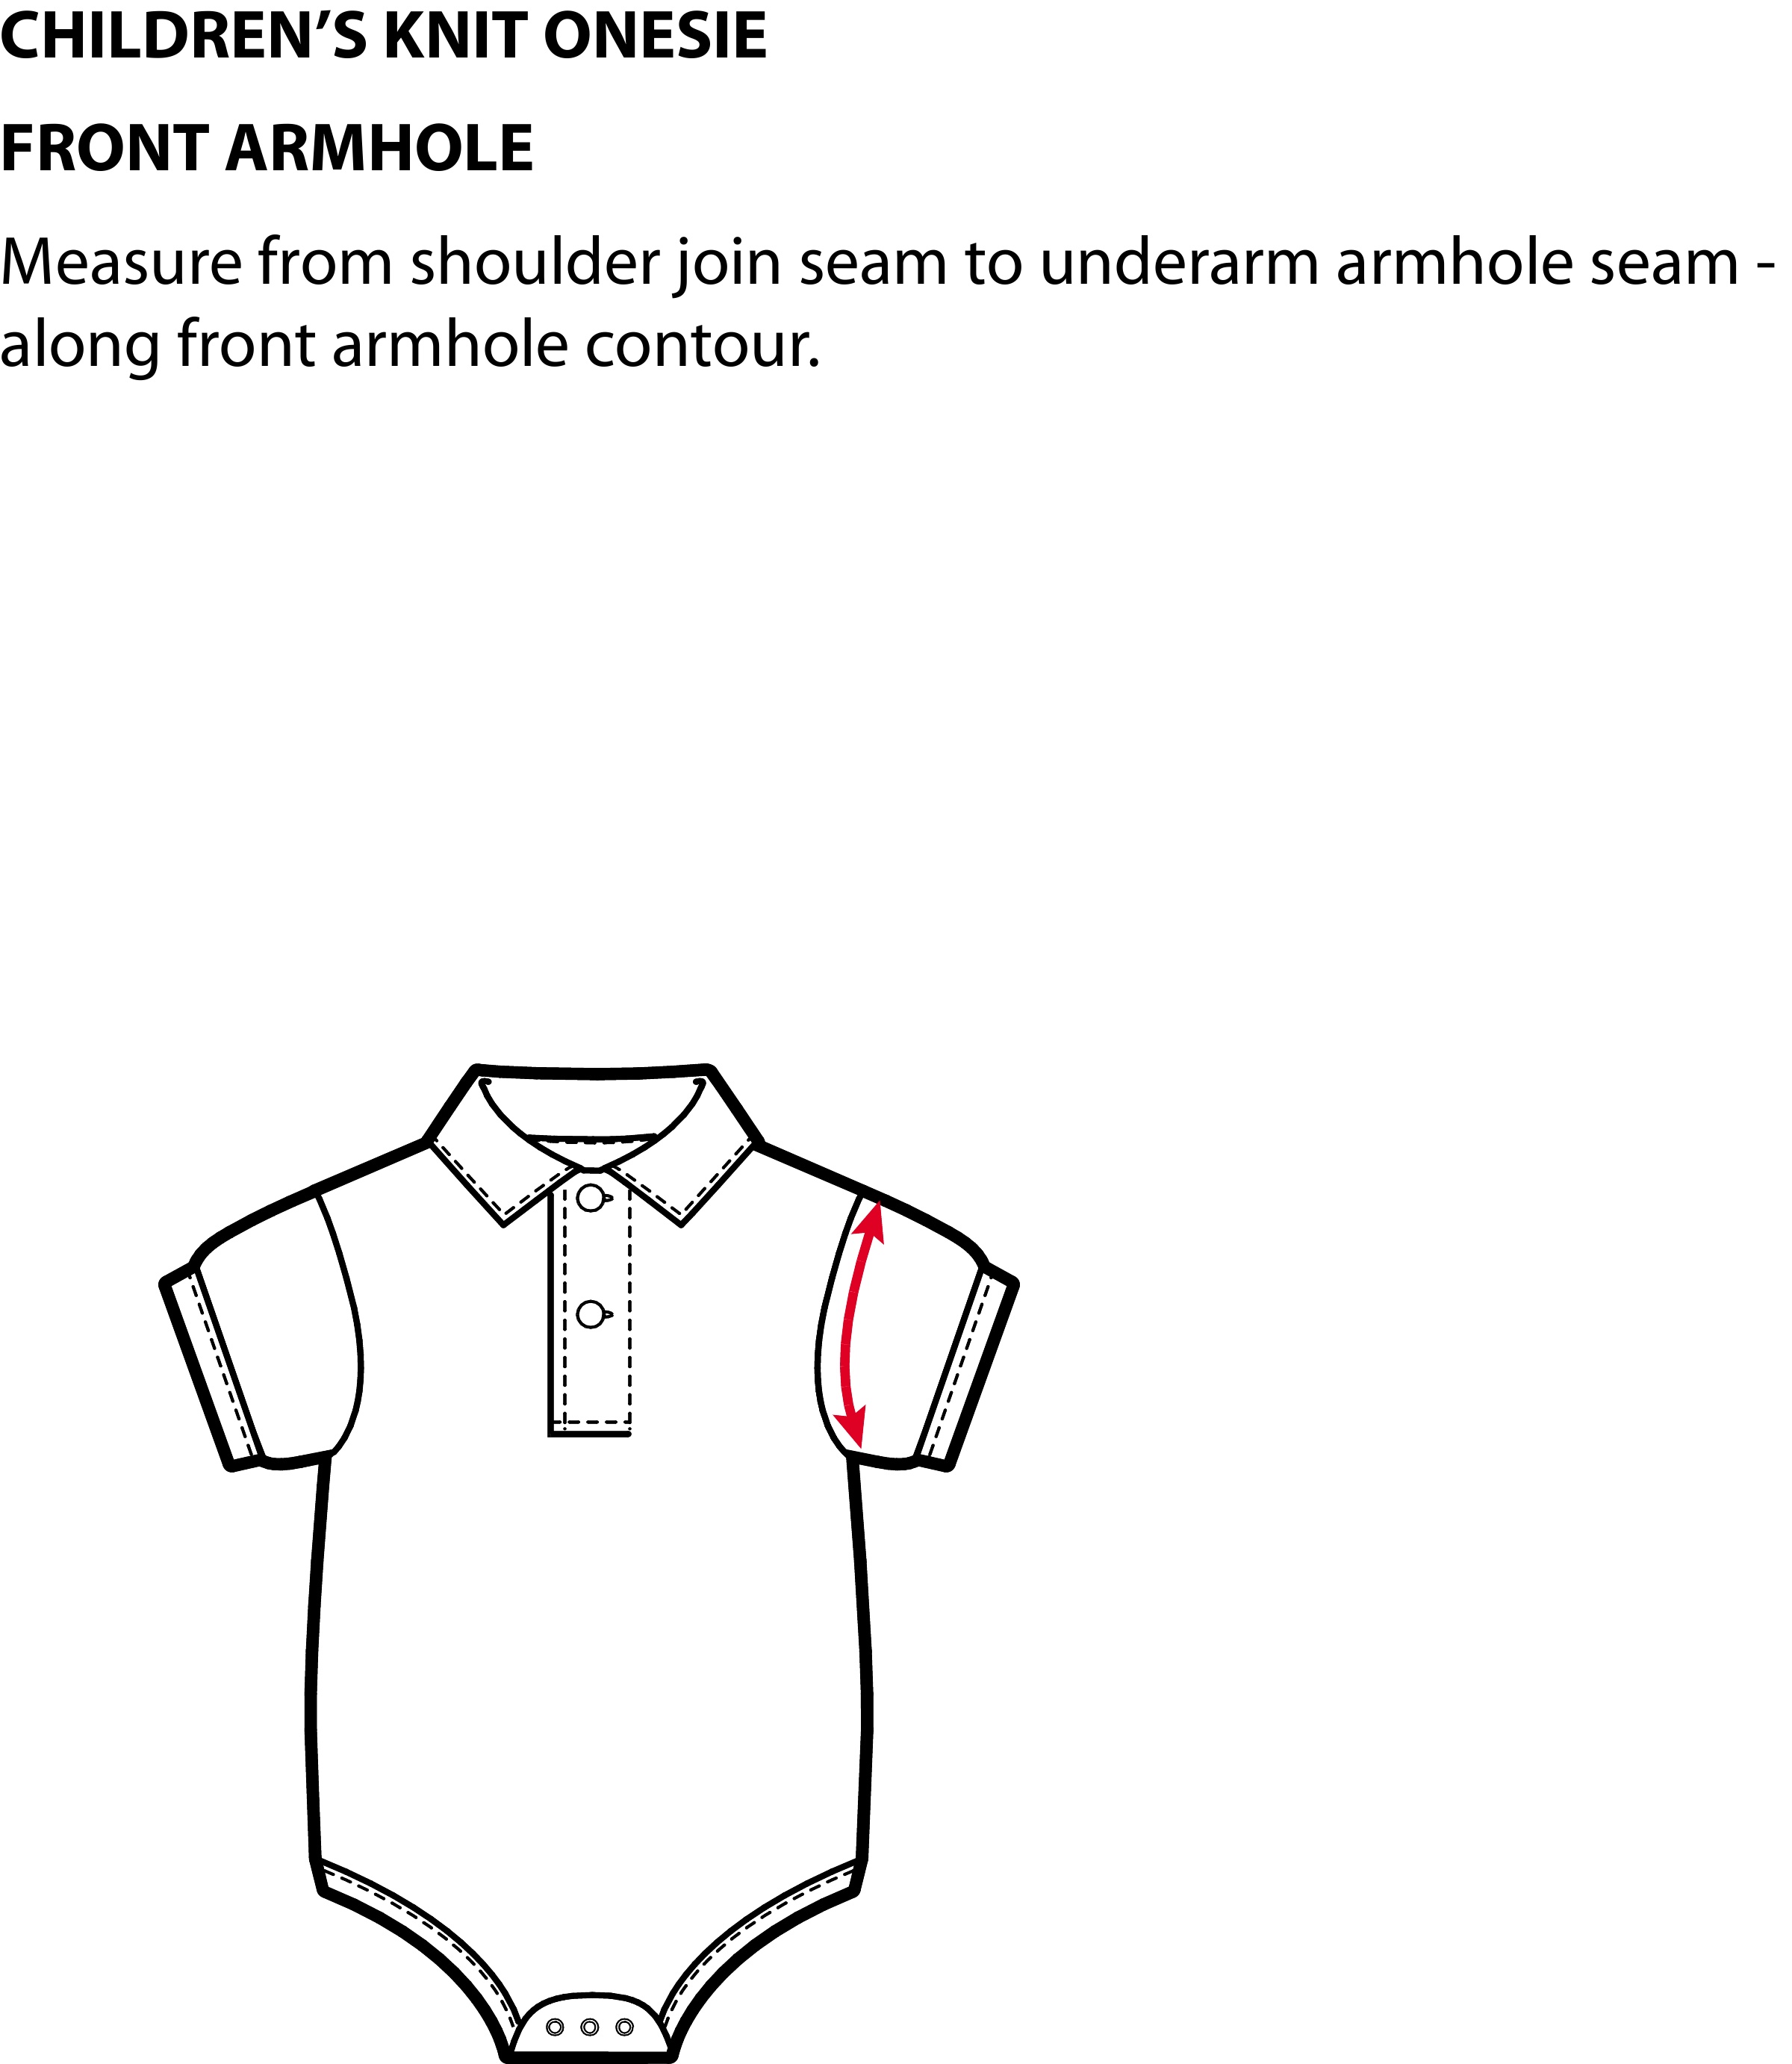 CHILDREN’S KNIT ONESIE
FRONT ARMHOLE
Measure from shoulder join seam to underarm armhole seam -
along front armhole contour.